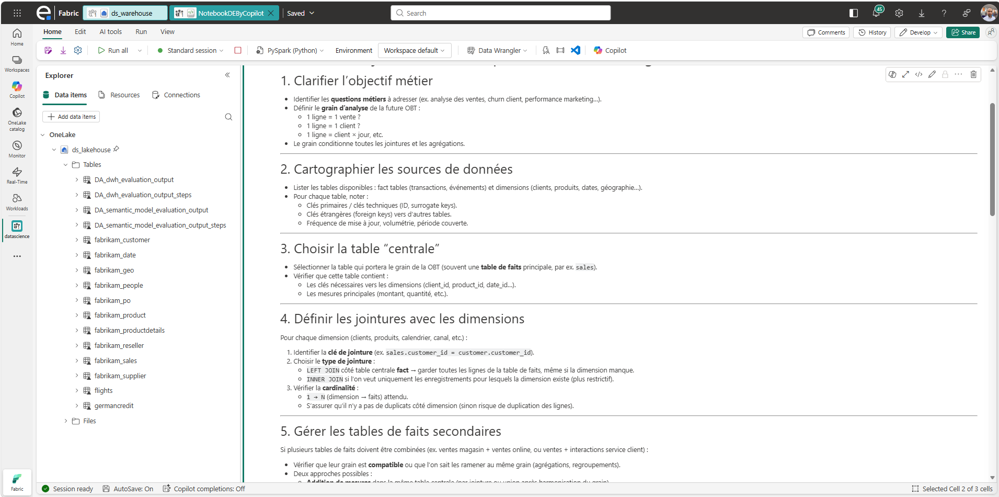 Fabric
ds_warehouse
NotebookDEByCopilot
Saved
Search
45
Home
Edit
AI tools
Run
View
Comments
History
Develop
Share
Run all
Standard session
PySpark (Python)
Environment
Workspace default
Data Wrangler
Copilot
Home
Workspaces
Copilot
OneLake
catalog
Monitor
Real-Time
Workloads
datascience
Fabric
Explorer
Data items
Resources
Connections
Add data items
OneLake
ds_lakehouse
Tables
DA_dwh_evaluation_output
DA_dwh_evaluation_output_steps
DA_semantic_model_evaluation_output
DA_semantic_model_evaluation_output_steps
fabrikam_customer
fabrikam_date
fabrikam_geo
fabrikam_people
fabrikam_po
fabrikam_product
fabrikam_productdetails
fabrikam_reseller
fabrikam_sales
fabrikam_supplier
flights
germancredit
Files
1. Clarifier l’objectif métier
• Identifier les questions métiers à adresser (ex. analyse des ventes, churn client, performance marketing…).
• Définir le grain d’analyse de la future OBT :
◦ 1 ligne = 1 vente ?
◦ 1 ligne = 1 client ?
◦ 1 ligne = client × jour, etc.
• Le grain conditionne toutes les jointures et les agrégations.
2. Cartographier les sources de données
• Lister les tables disponibles : fact tables (transactions, événements) et dimensions (clients, produits, dates, géographie…).
• Pour chaque table, noter :
◦ Clés primaires / clés techniques (ID, surrogate keys).
◦ Clés étrangères (foreign keys) vers d’autres tables.
◦ Fréquence de mise à jour, volumétrie, période couverte.
3. Choisir la table “centrale”
• Sélectionner la table qui portera le grain de la OBT (souvent une table de faits principale, par ex. sales).
• Vérifier que cette table contient :
◦ Les clés nécessaires vers les dimensions (client_id, product_id, date_id…).
◦ Les mesures principales (montant, quantité, etc.).
4. Définir les jointures avec les dimensions
Pour chaque dimension (clients, produits, calendrier, canal, etc.) :
1. Identifier la clé de jointure (ex. sales.customer_id = customer.customer_id).
2. Choisir le type de jointure :
◦ LEFT JOIN côté table centrale fact → garder toutes les lignes de la table de faits, même si la dimension manque.
◦ INNER JOIN si l’on veut uniquement les enregistrements pour lesquels la dimension existe (plus restrictif).
3. Vérifier la cardinalité :
◦ 1 → N (dimension → faits) attendu.
◦ S’assurer qu’il n’y a pas de duplicats côté dimension (sinon risque de duplication des lignes).
5. Gérer les tables de faits secondaires
Si plusieurs tables de faits doivent être combinées (ex. ventes magasin + ventes online, ou ventes + interactions service client) :
• Vérifier que leur grain est compatible ou que l’on sait les ramener au même grain (agrégations, regroupements).
• Deux approches possibles :
◦ Addition de mesures dans la même table centrale (par jointure ou union après harmonisation du grain)
Session ready
AutoSave: On
Copilot completions: Off
Selected Cell 2 of 3 cells